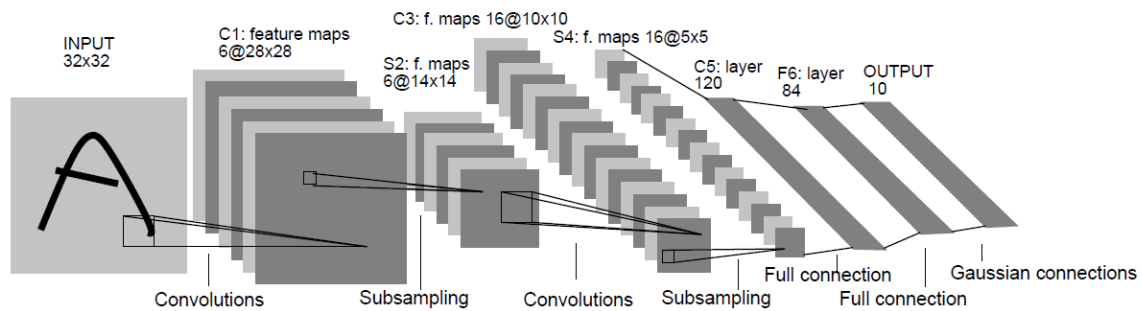 INPUT
32x32
C1: feature maps
6@28x28
S2: f. maps
6@14x14
C3: f. maps 16@10x10
S4: f. maps 16@5x5
C5: layer
120
F6: layer
84
OUTPUT
10
Convolutions
Subsampling
Convolutions
Subsampling
Full connection
Full connection
Gaussian connections